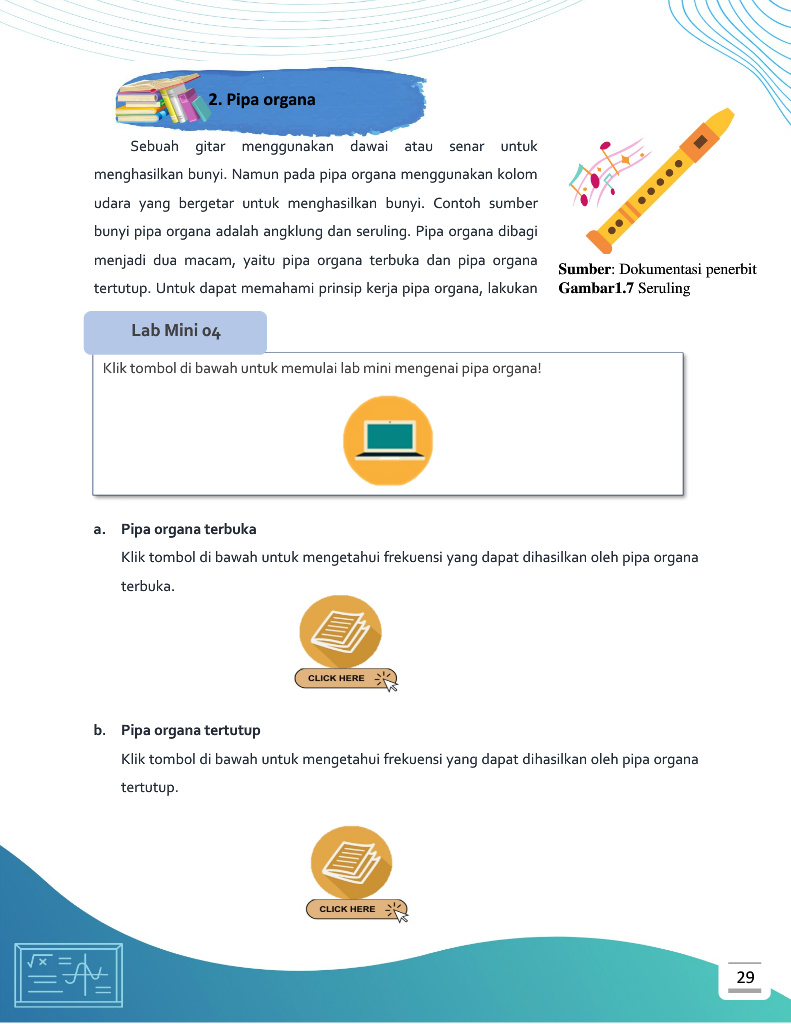 2. Pipa organa
Sebuah gitar menggunakan dawai atau senar untuk
menghasilkan bunyi. Namun pada pipa organa menggunakan kolom
udara yang bergetar untuk menghasilkan bunyi. Contoh sumber
bunyi pipa organa adalah angklung dan seruling. Pipa organa dibagi
menjadi dua macam, yaitu pipa organa terbuka dan pipa organa
tertutup. Untuk dapat memahami prinsip kerja pipa organa, lakukan
Sumber: Dokumentasi penerbit
Gambar1.7 Seruling
Lab Mini 04
Klik tombol di bawah untuk memulai lab mini mengenai pipa organa!
a. Pipa organa terbuka
Klik tombol di bawah untuk mengetahui frekuensi yang dapat dihasilkan oleh pipa organa
terbuka.
CLICK HERE
b. Pipa organa tertutup
Klik tombol di bawah untuk mengetahui frekuensi yang dapat dihasilkan oleh pipa organa
tertutup.
CLICK HERE
√x
29